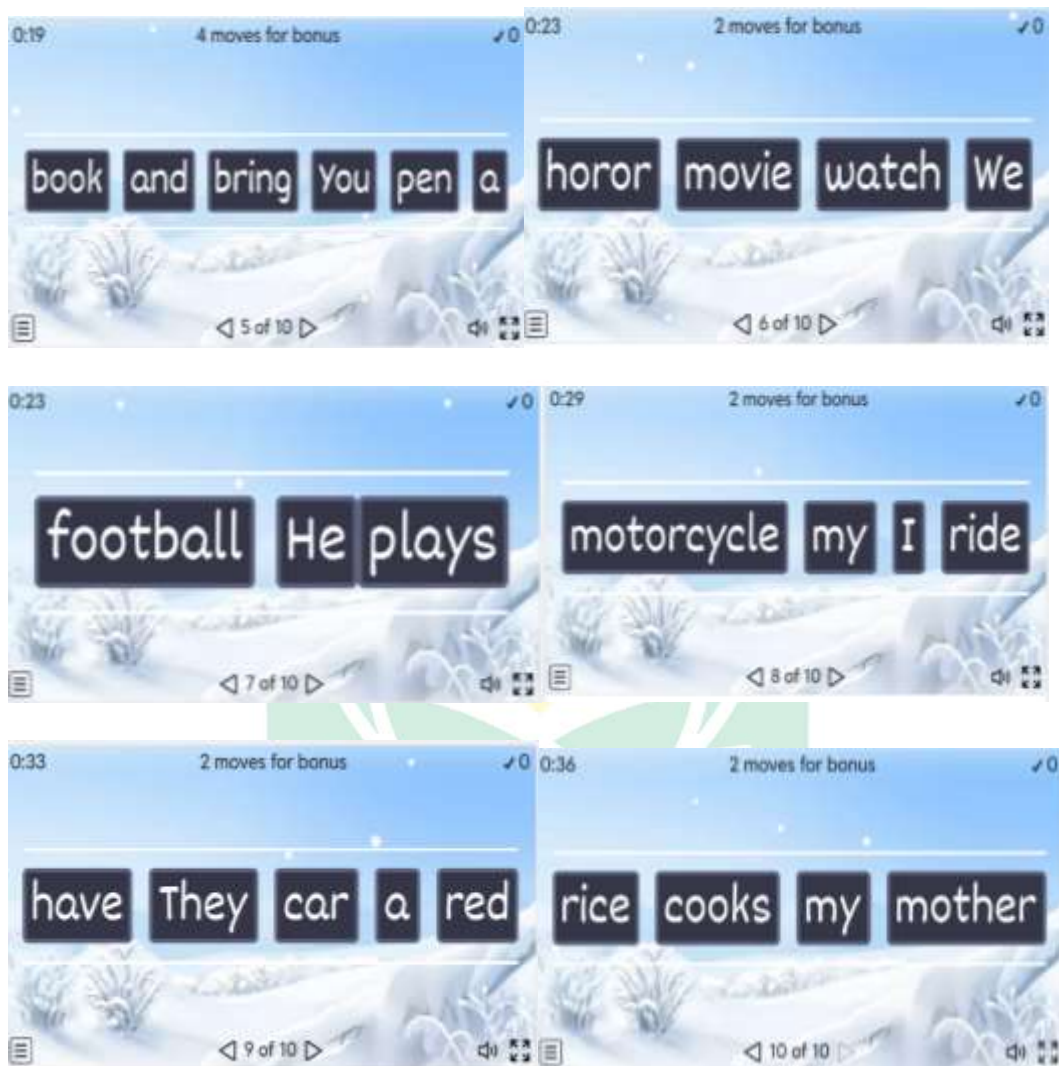 0:19 4 moves for bonus ✓0
book and bring You pen a
5 of 10
0:23 2 moves for bonus ✓0
horor movie watch We
6 of 10
0:23 ✓0
football He plays
7 of 10
0:29 2 moves for bonus ✓0
motorcycle my I ride
8 of 10
0:33 2 moves for bonus ✓0
have They car a red
9 of 10
0:36 2 moves for bonus ✓0
rice cooks my mother
10 of 10